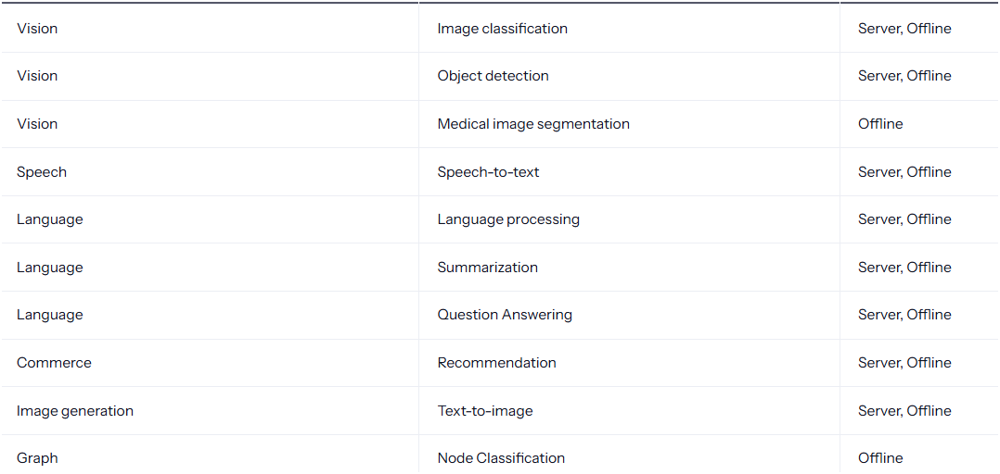 Vision Image classification Server, Offline
Vision Object detection Server, Offline
Vision Medical image segmentation Offline
Speech Speech-to-text Server, Offline
Language Language processing Server, Offline
Language Summarization Server, Offline
Language Question Answering Server, Offline
Commerce Recommendation Server, Offline
Image generation Text-to-image Server, Offline
Graph Node Classification Offline